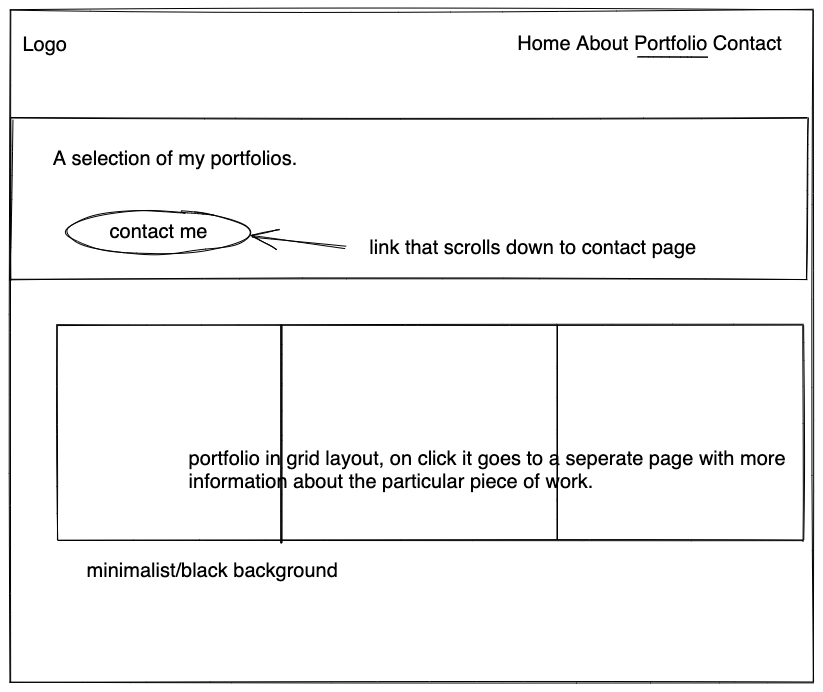 Logo
Home About Portfolio Contact
A selection of my portfolios.
contact me
link that scrolls down to contact page
portfolio in grid layout, on click it goes to a seperate page with more
information about the particular piece of work.
minimalist/black background